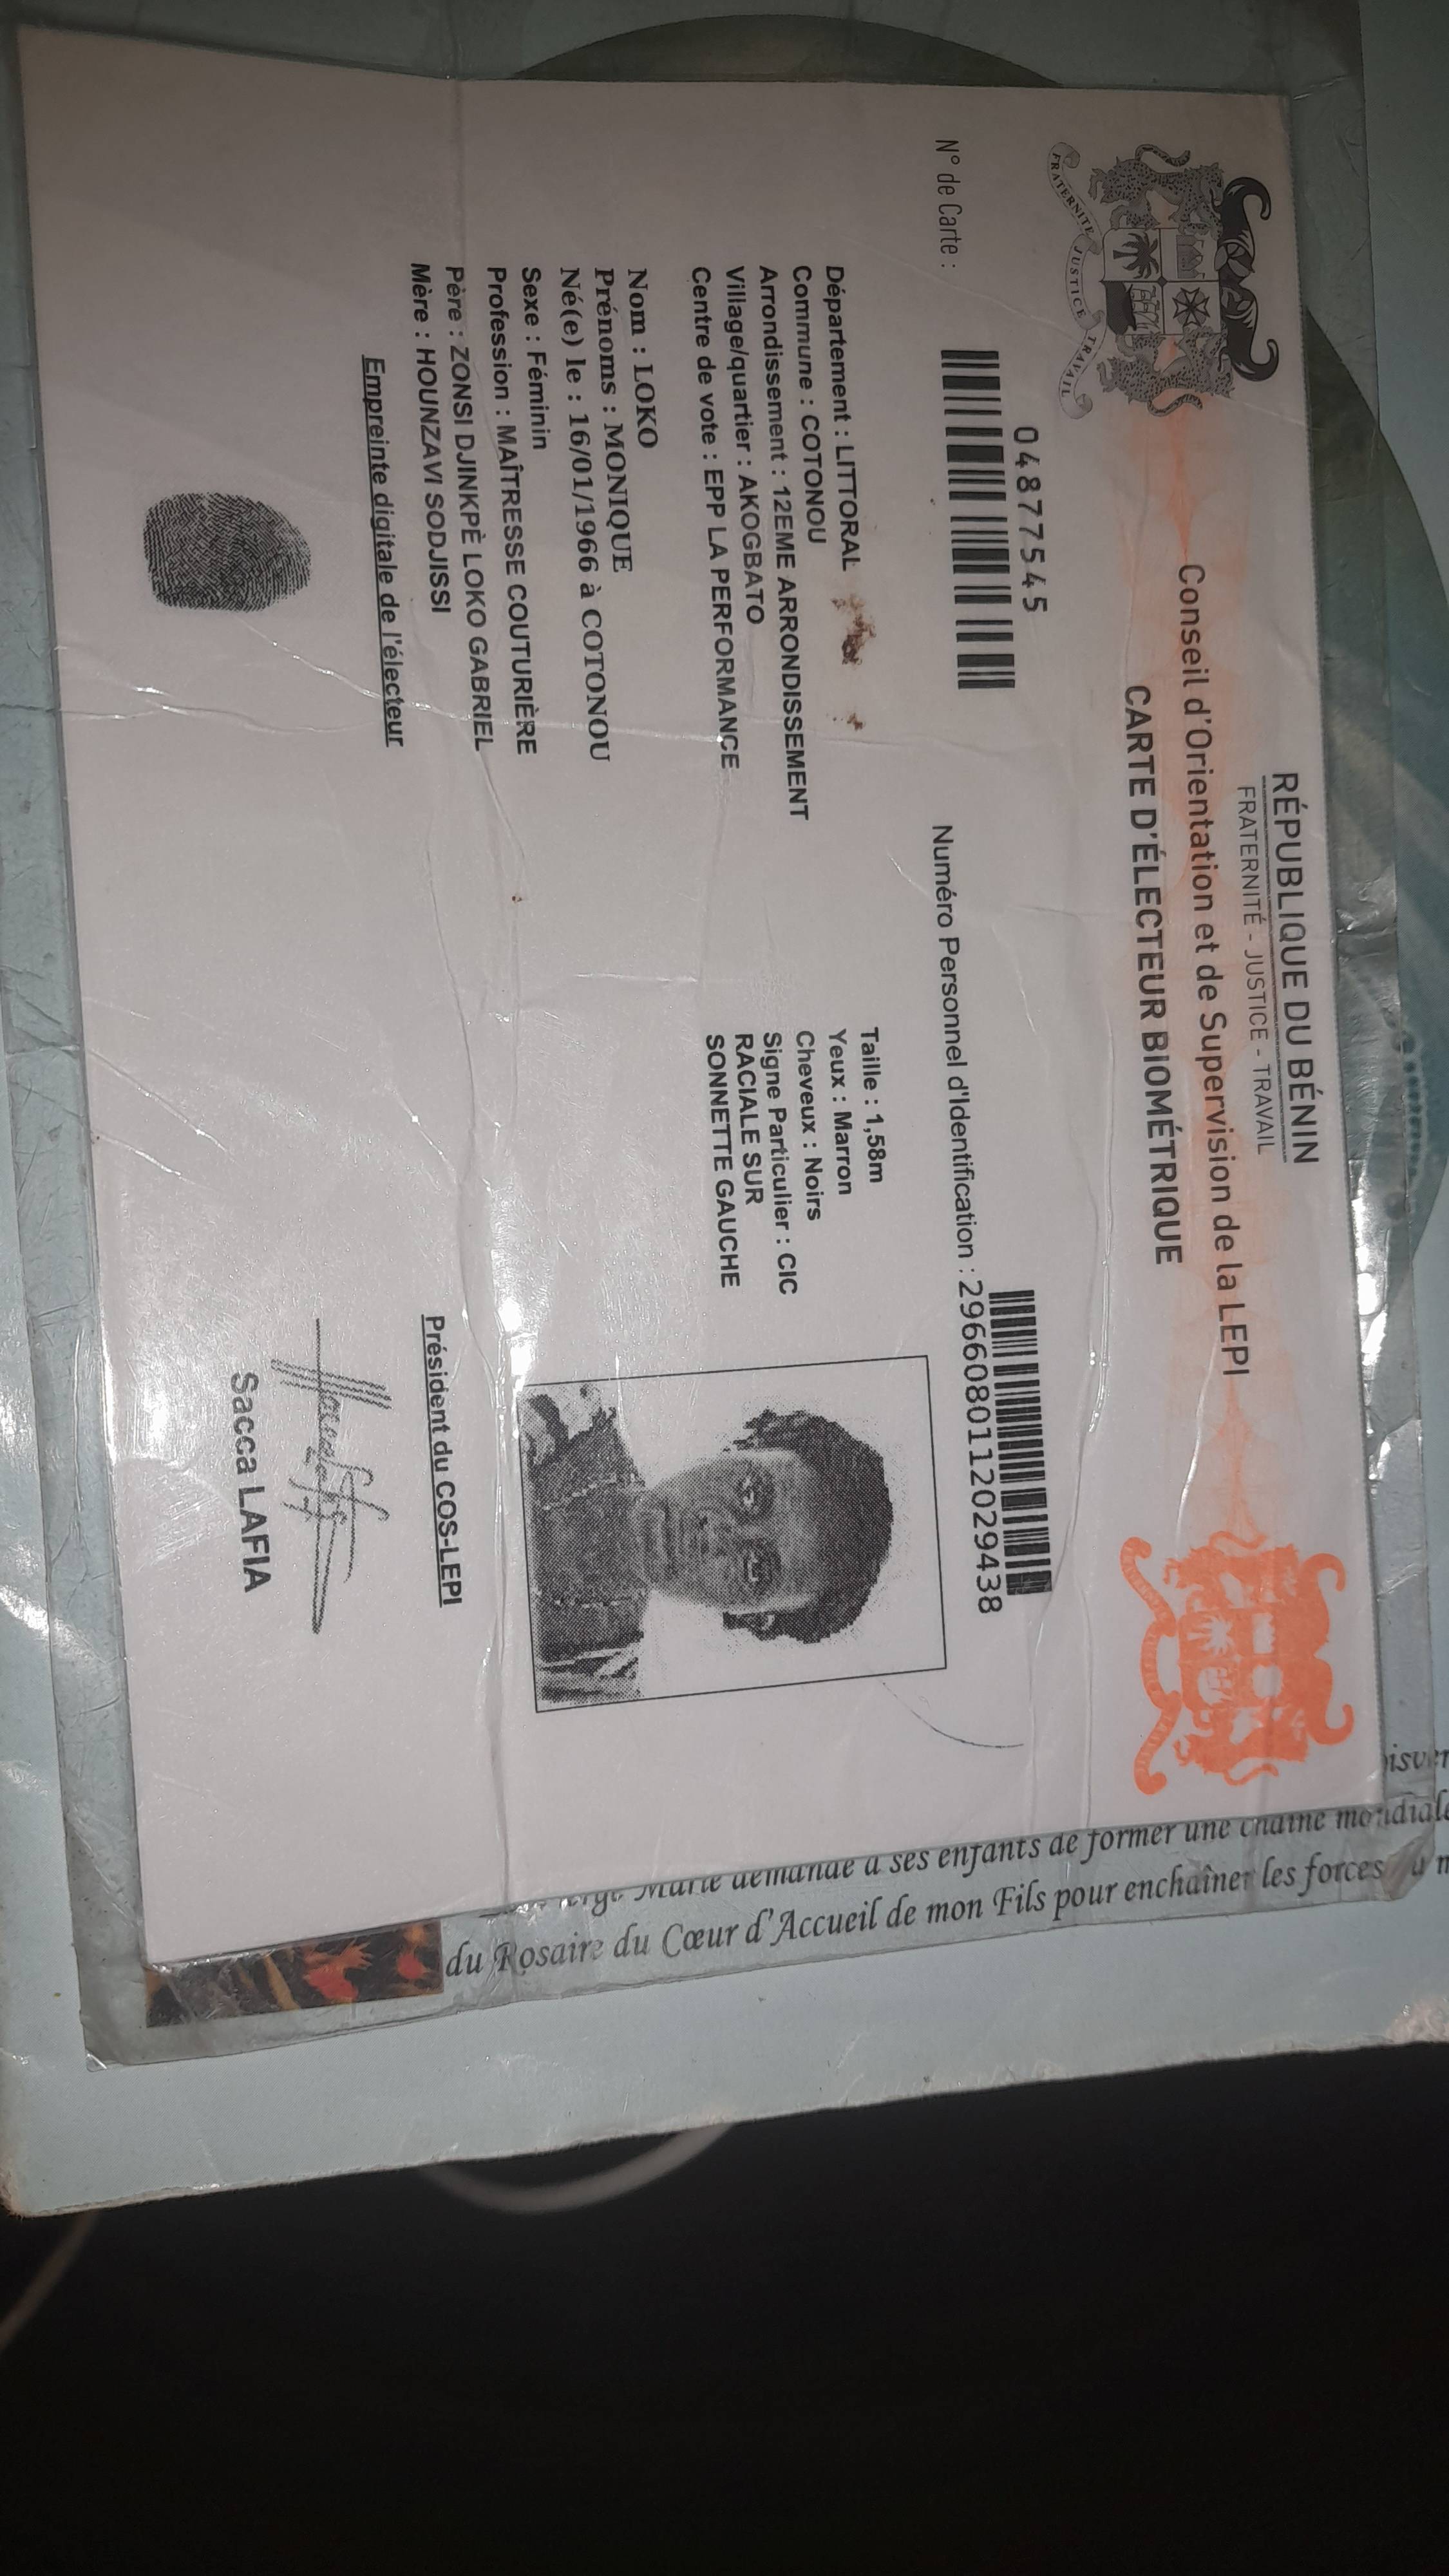 RÉPUBLIQUE DU BÉNIN
FRATERNITÉ - JUSTICE - TRAVAIL
Conseil d'Orientation et de Supervision de la LEPI
CARTE D'ÉLECTEUR BIOMÉTRIQUE
FRATERNITE JUSTICE TRAVAIL
04877545
N° de Carte :
Numéro Personnel d'Identification : 2966080112029438
Département : LITTORAL
Commune : COTONOU
Arrondissement : 12EME ARRONDISSEMENT
Village/quartier : AKOGBATO
Centre de vote : EPP LA PERFORMANCE
Taille : 1,58m
Yeux : Marron
Cheveux : Noirs
Signe Particulier : CIC
RACIALE SUR
SONNETTE GAUCHE
Nom : LOKO
Prénoms : MONIQUE
Né(e) le : 16/01/1966 à COTONOU
Sexe : Féminin
Profession : MAÎTRESSE COUTURIÈRE
Père : ZONSI DJINKPÈ LOKO GABRIEL
Mère : HOUNZAVI SODJISSI
Empreinte digitale de l'électeur
Président du COS-LEPI
Sacca LAFIA
Marie demande à ses enfants de former une chaîne mondiale
du Rosaire du Cœur d'Accueil de mon Fils pour enchaîner les forces